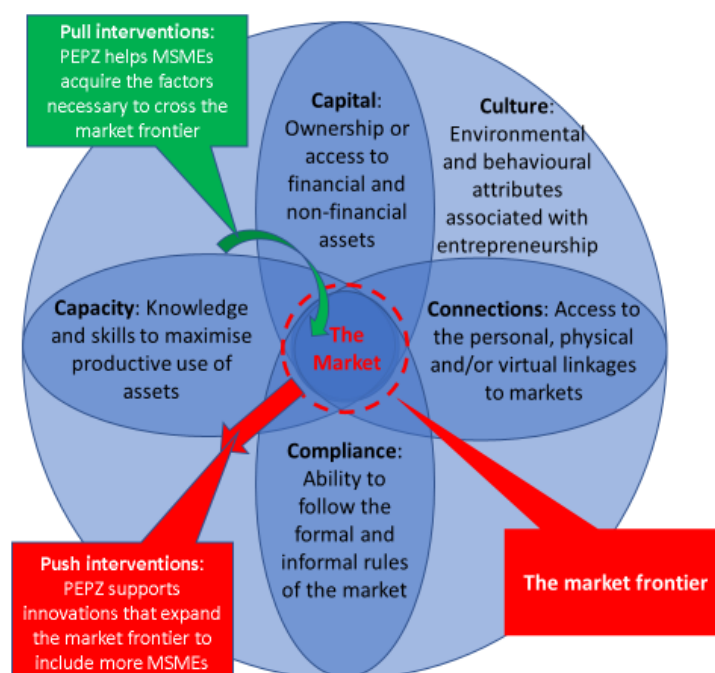 Pull interventions:
PEPZ helps MSMEs
acquire the factors
necessary to cross the
market frontier
Capital:
Ownership or
access to
financial and
non-financial
assets
Culture:
Environmental
and behavioural
attributes
associated with
entrepreneurship
Capacity: Knowledge
and skills to maximise
productive use of
assets
The
Market
Connections: Access to
the personal, physical
and/or virtual linkages
to markets
Compliance:
Ability to
follow the
formal and
informal rules
of the market
Push interventions:
PEPZ supports
innovations that expand
the market frontier to
include more MSMEs
The market frontier